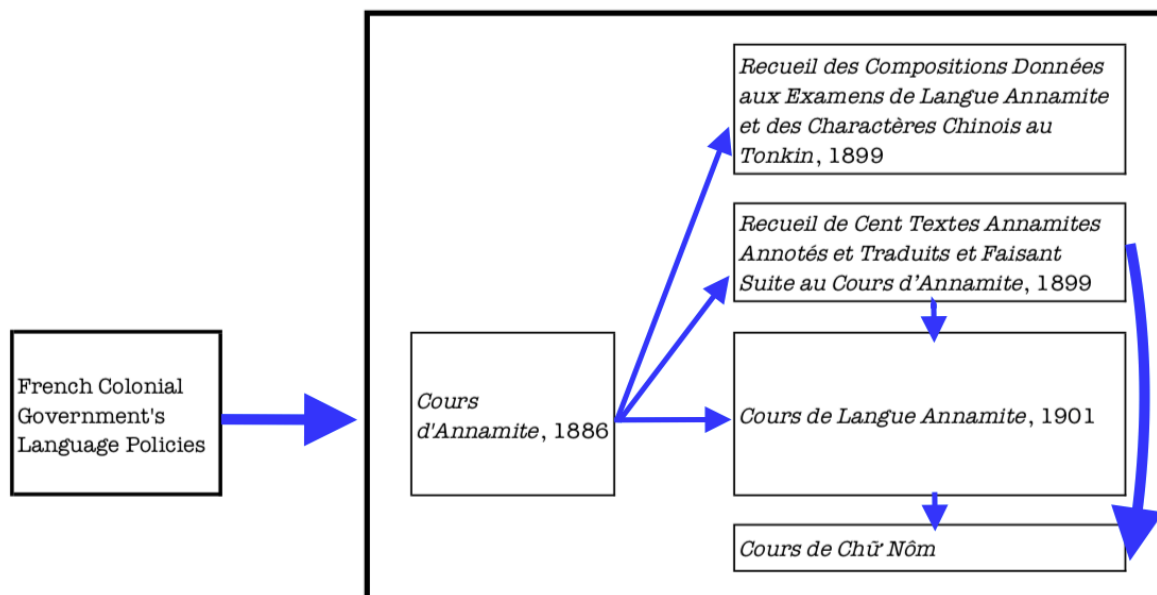 French Colonial
Government's
Language Policies
Cours
d'Annamite, 1886
Recueil des Compositions Données
aux Examens de Langue Annamite
et des Charactères Chinois au
Tonkin, 1899
Recueil de Cent Textes Annamites
Annotés et Traduits et Faisant
Suite au Cours d’Annamite, 1899
Cours de Langue Annamite, 1901
Cours de Chữ Nôm